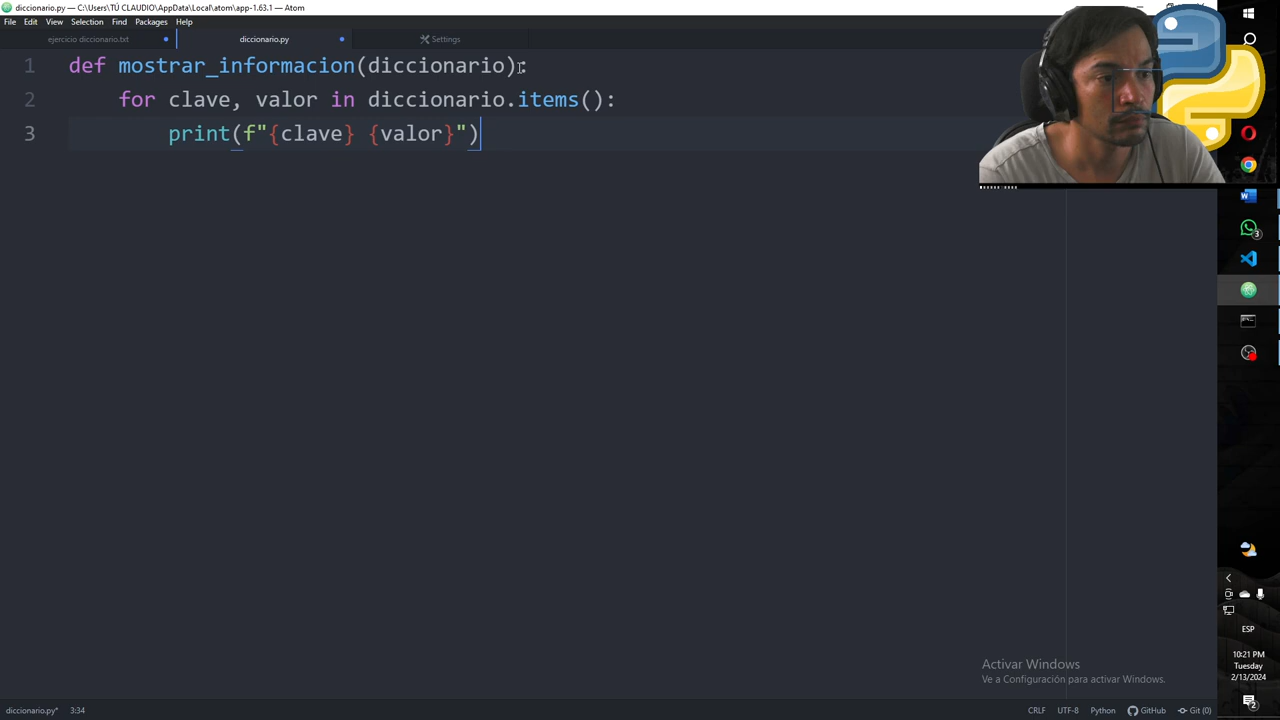 diccionario.py — C:\Users\TÚ CLAUDIO\AppData\Local\atom\app-1.63.1 — Atom
File Edit View Selection Find Packages Help
ejercicio diccionario.txt diccionario.py Settings
1 def mostrar_informacion(diccionario):
2 for clave, valor in diccionario.items():
3 print(f"{clave} {valor}")
3
ESP
10:21 PM
Tuesday
2/13/2024
2
Activar Windows
Ve a Configuración para activar Windows.
diccionario.py* 3:34 CRLF UTF-8 Python GitHub Git (0)